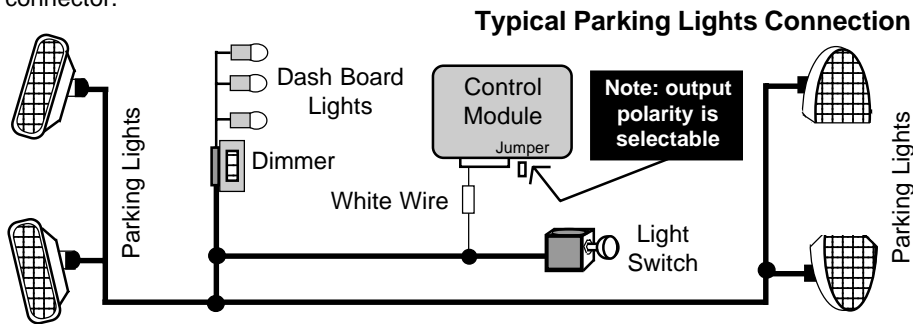 connector.
Typical Parking Lights Connection
Dash Board
Lights
Control
Module
Jumper
Note: output
polarity is
selectable
Parking Lights
Dimmer
White Wire
Light
Switch
Parking Lights